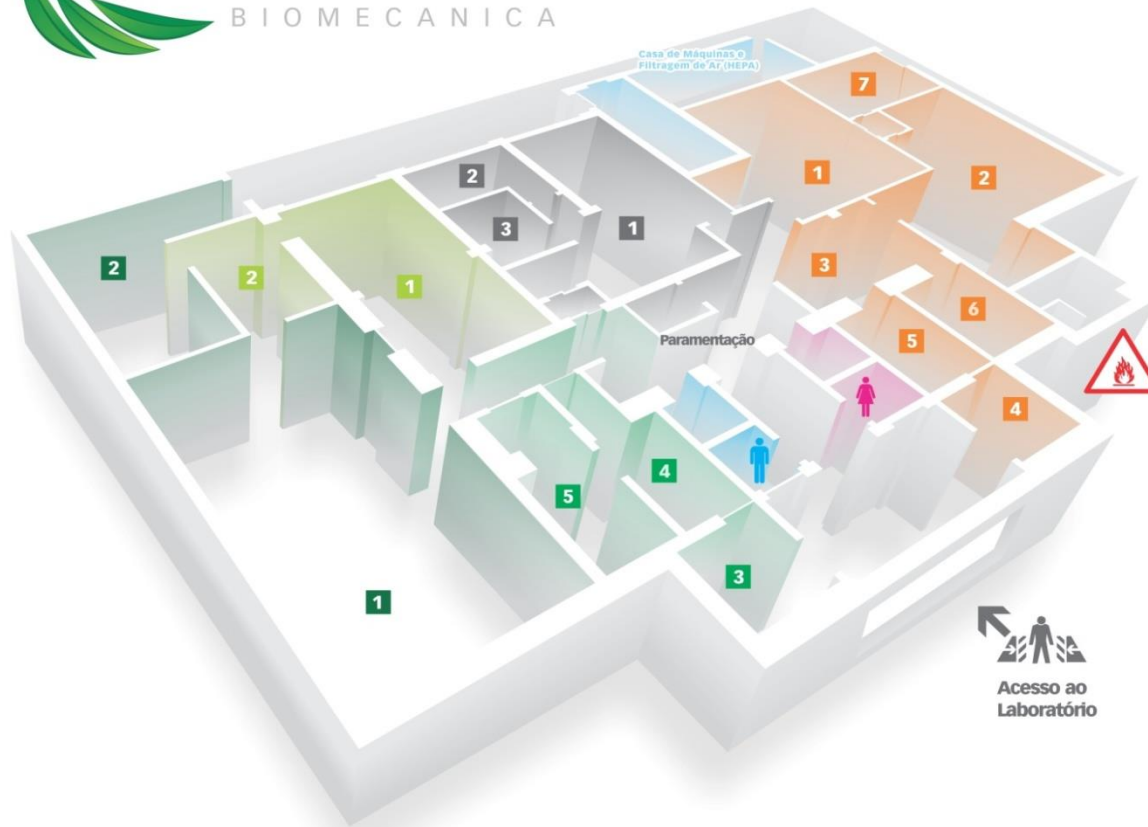 BIOMECANICA
Casa de Máquinas e
Filtragem de Ar (HEPA)
7
1
2
2
3
1
2
2
1
3
6
5
Paramentação
4
4
5
3
1
Acesso ao
Laboratório